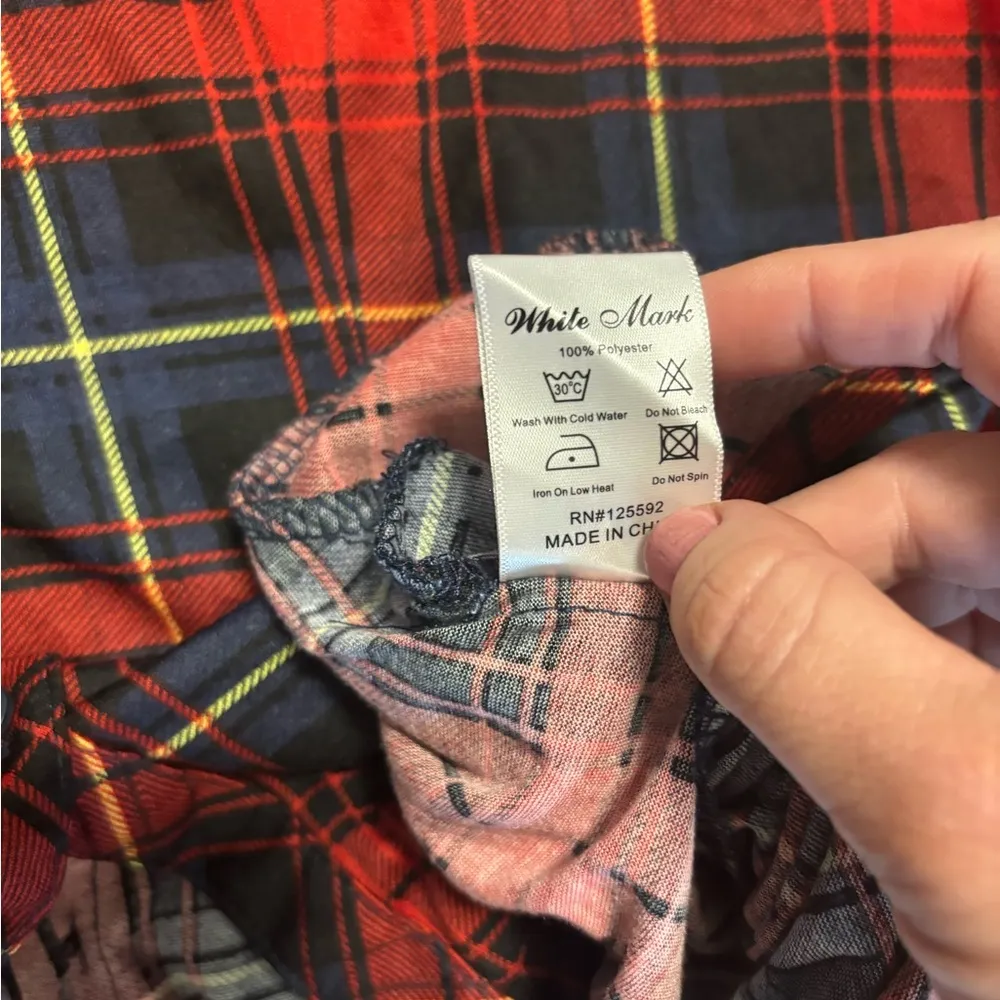 White Mark
100% Polyester
30°C
Wash With Cold Water Do Not Bleach
Iron On Low Heat Do Not Spin
RN#125592
MADE IN